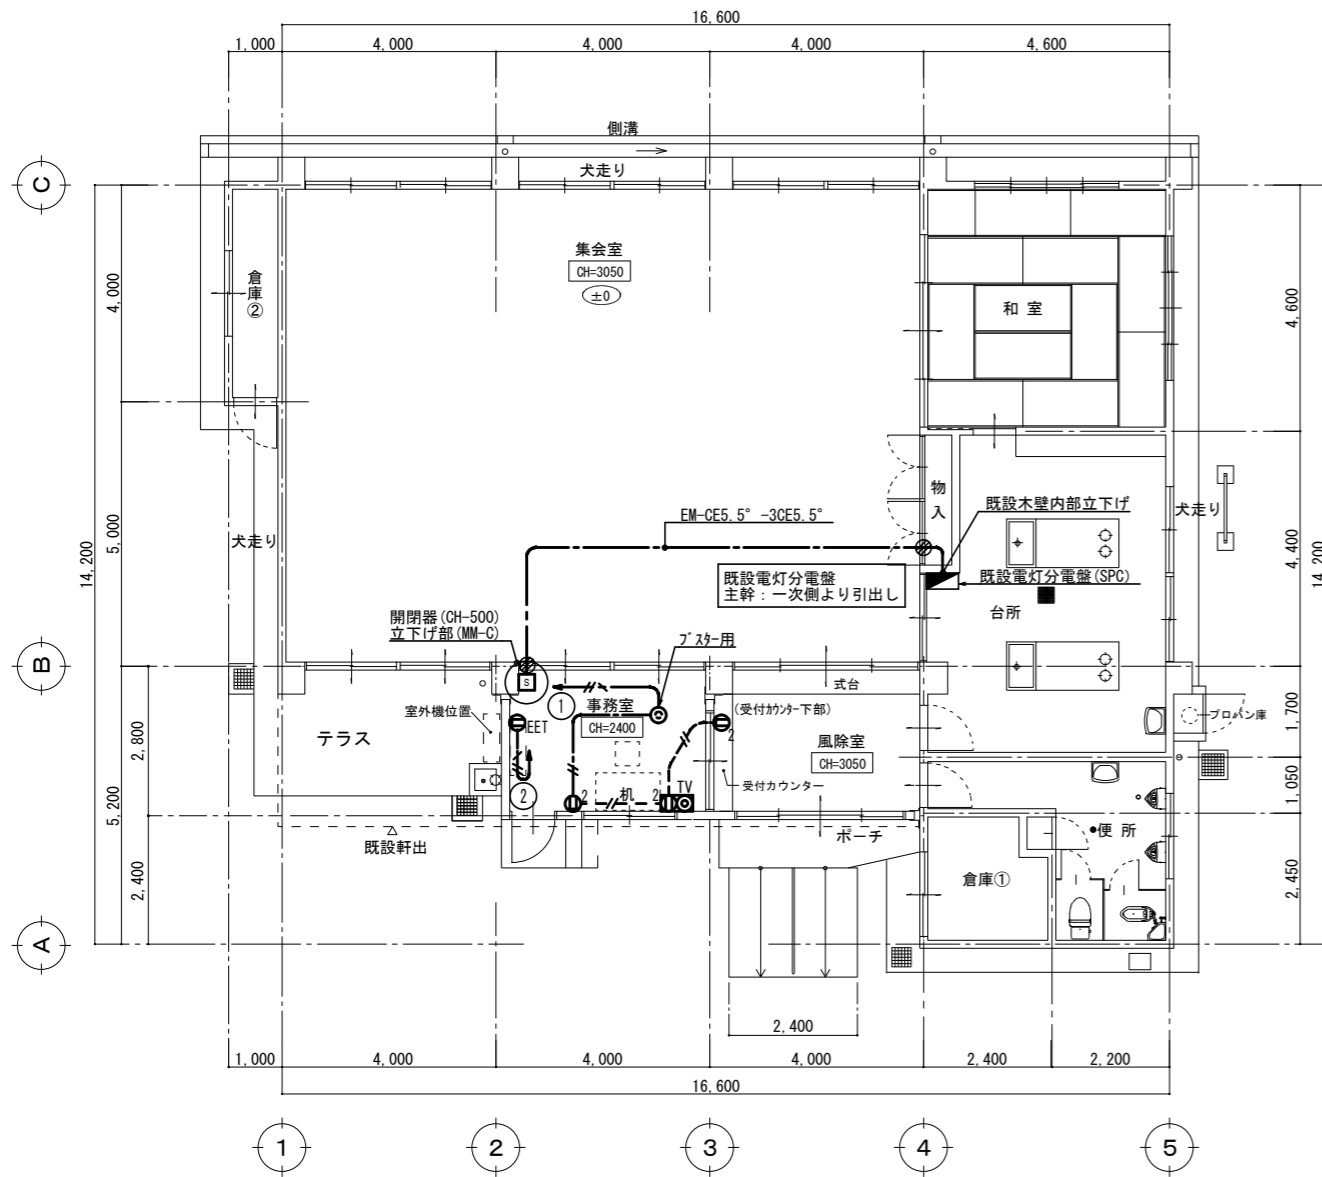 16,600
1,000
4,000
4,000
4,000
4,600
側溝
犬走り
C
集会室
CH=3050
±0
倉庫②
和 室
4,000
4,600
物入
既設木壁内部立下げ
犬走り
EM-CE5.5° -3CE5.5°
5,000
14,200
犬走り
既設電灯分電盤
主幹：一次側より引出し
既設電灯分電盤(SPC)
4,400
14,200
台所
開閉器(CH-500)
立下げ部(MM-C)
ブスター用
B
S
式台
室外機位置
1
事務室
(受付カウンター下部)
EET
CH=2400
2
プロパン庫
1,700
テラス
風除室
CH=3050
2,800
受付カウンター
2
2
机
2
TV
1,050
5,200
既設軒出
ポーチ
便 所
倉庫①
2,400
2,450
A
2,400
1,000
4,000
4,000
4,000
2,400
2,200
16,600
1
2
3
4
5